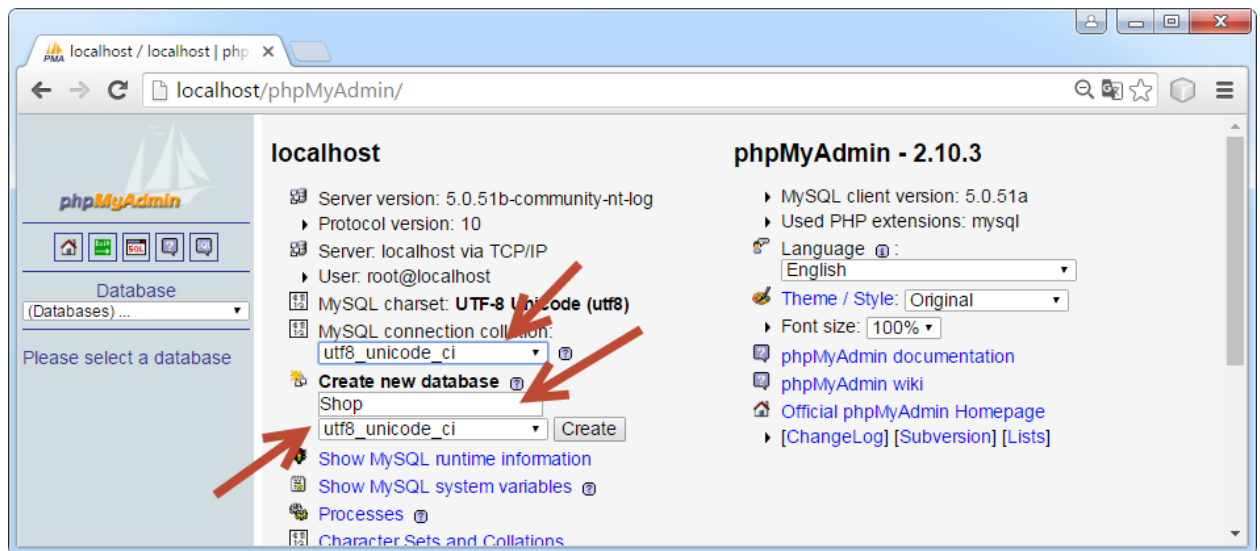 localhost / localhost | php
localhost/phpMyAdmin/
phpMyAdmin
SQL
Database
(Databases) ...
Please select a database
localhost
Server version: 5.0.51b-community-nt-log
Protocol version: 10
Server: localhost via TCP/IP
User: root@localhost
MySQL charset: UTF-8 Unicode (utf8)
MySQL connection collation:
utf8_unicode_ci
Create new database
Shop
utf8_unicode_ci
Create
Show MySQL runtime information
Show MySQL system variables
Processes
Character Sets and Collations
phpMyAdmin - 2.10.3
MySQL client version: 5.0.51a
Used PHP extensions: mysql
Language :
English
Theme / Style: Original
Font size: 100%
phpMyAdmin documentation
phpMyAdmin wiki
Official phpMyAdmin Homepage
[ChangeLog] [Subversion] [Lists]